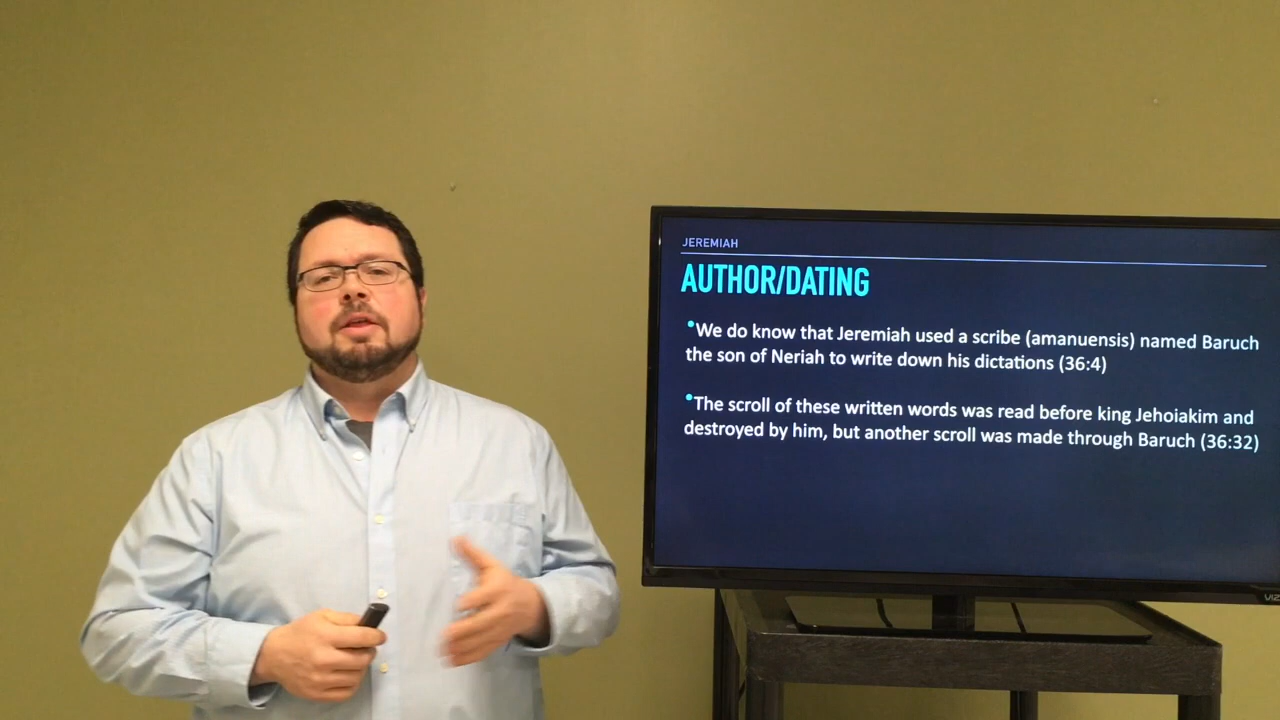 JEREMIAH
AUTHOR/DATING
•We do know that Jeremiah used a scribe (amanuensis) named Baruch
the son of Neriah to write down his dictations (36:4)
•The scroll of these written words was read before king Jehoiakim and
destroyed by him, but another scroll was made through Baruch (36:32)